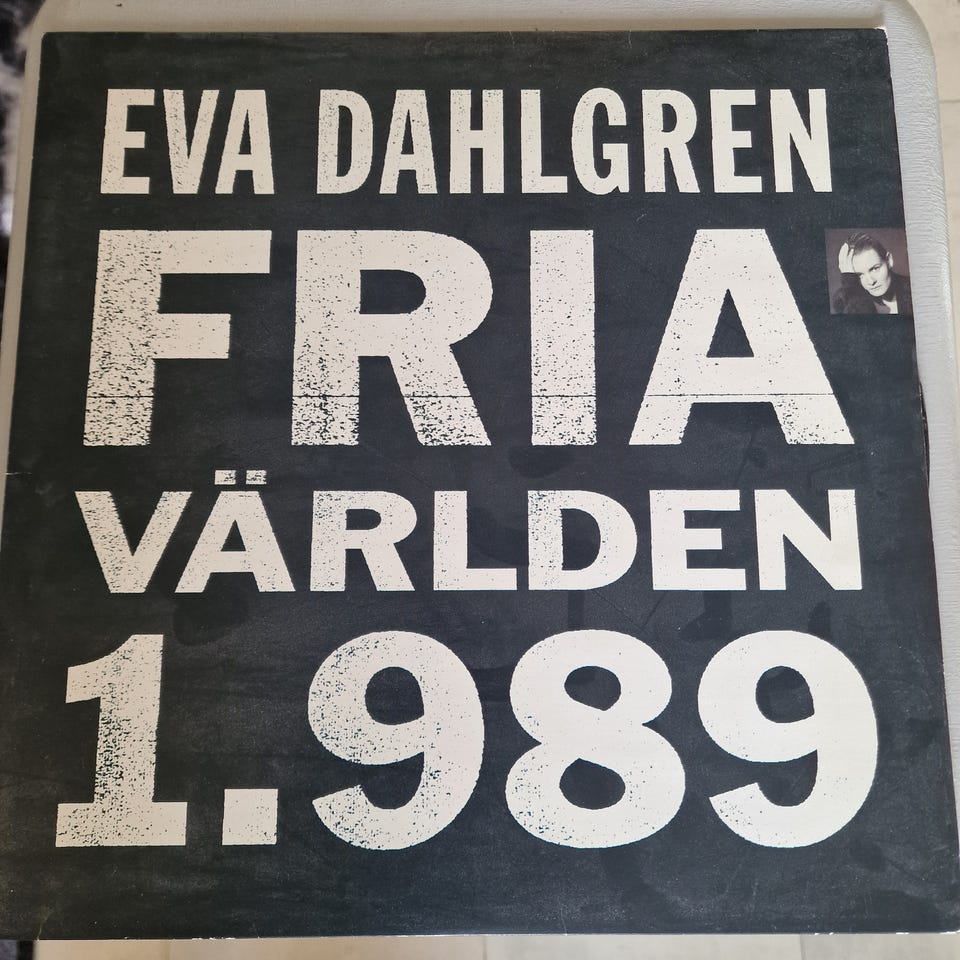 EVA DAHLGREN
FRIA
VÄRLDEN
1.989